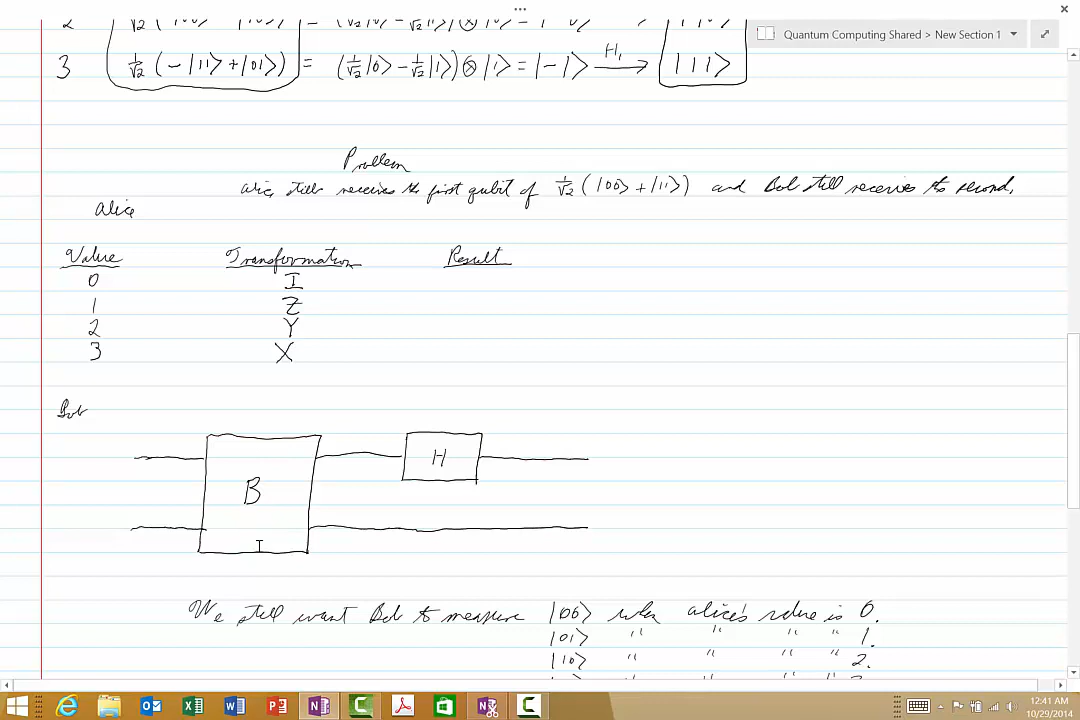 Quantum Computing Shared > New Section 1
3 1/√2 (-|11⟩ + |01⟩) = (1/√2 |0⟩ - 1/√2 |1⟩) ⊗ |1⟩ = |-1⟩ H₁ → |11⟩
Problem
Alice still receives the first qubit of 1/√2 (|00⟩ + |11⟩) and Bob still receives the second.
Alice
Value Transformation Result
0 I
1 Z
2 Y
3 X
Bob
H
B
We still want Bob to measure |00⟩ when Alice's value is 0.
|01⟩ " " " " 1.
|10⟩ " " " " 2.
12:41 AM
10/29/2014